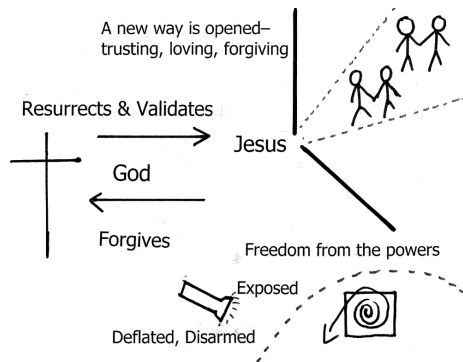 A new way is opened–
trusting, loving, forgiving
Resurrects & Validates
Jesus
God
Forgives
Freedom from the powers
Exposed
Deflated, Disarmed